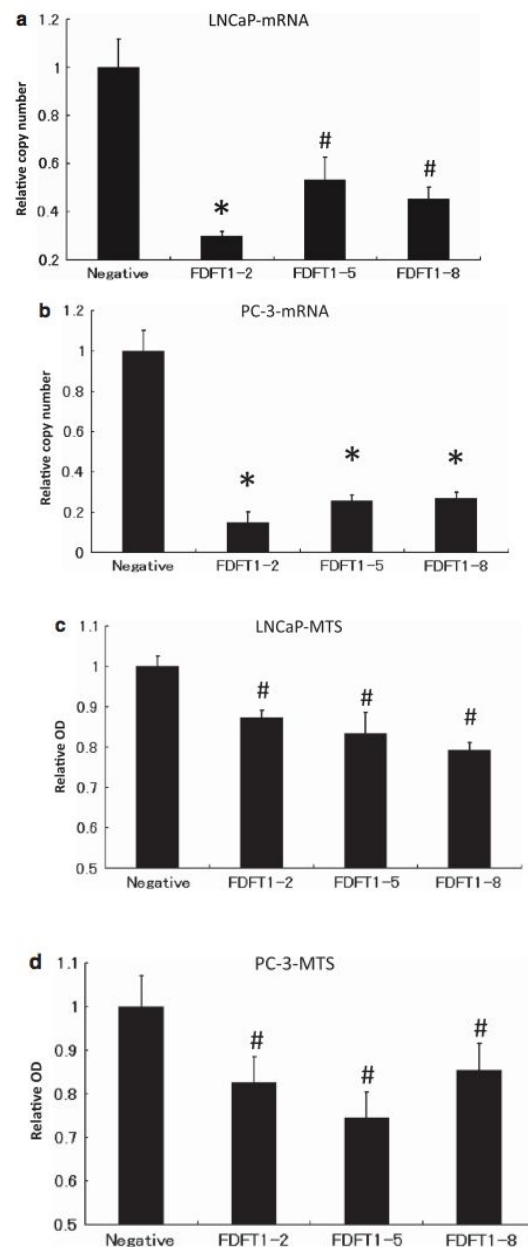 a LNCaP-mRNA
Relative copy number
1.2
1
0.8
0.6
0.4
0.2
* # #
Negative FDFT1-2 FDFT1-5 FDFT1-8
b PC-3-mRNA
Relative copy number
1.2
1
0.8
0.6
0.4
0.2
0
* * *
Negative FDFT1-2 FDFT1-5 FDFT1-8
c LNCaP-MTS
Relative OD
1.1
1
0.9
0.8
0.7
0.6
0.5
# # #
Negative FDFT1-2 FDFT1-5 FDFT1-8
d PC-3-MTS
Relative OD
1.1
1
0.9
0.8
0.7
0.6
0.5
# # #
Negative FDFT1-2 FDFT1-5 FDFT1-8